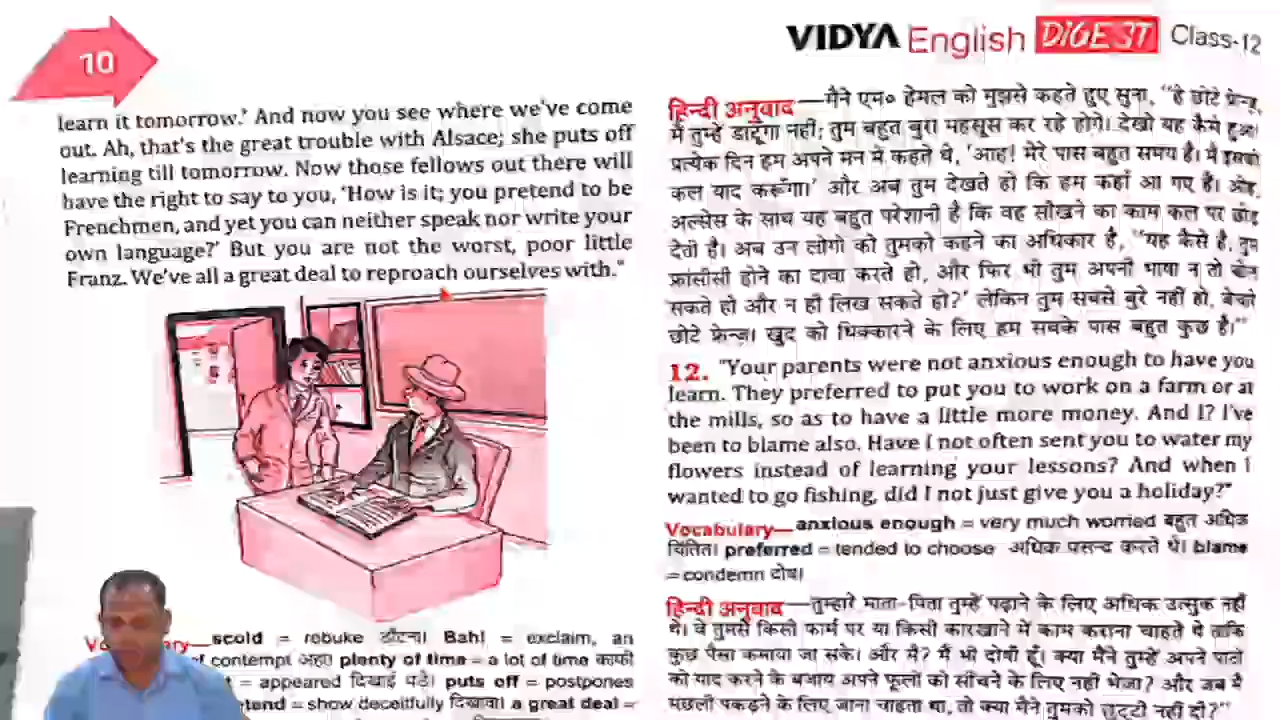 10
VIDYA English DIGEST Class-12
learn it tomorrow.' And now you see where we've come
out. Ah, that's the great trouble with Alsace; she puts off
learning till tomorrow. Now those fellows out there will
have the right to say to you, 'How is it; you pretend to be
Frenchmen, and yet you can neither speak nor write your
own language?' But you are not the worst, poor little
Franz. We've all a great deal to reproach ourselves with."
scold = rebuke डाँटना। Bah! = exclaim, an
contempt अहा! plenty of time = a lot of time काफी
= appeared दिखाई पड़े। puts off = postpones
= show deceitfully दिखावा। a great deal =
हिन्दी अनुवाद—मैने एम० हेमल को मुझसे कहते हुए सुना, "हे छोटे फ्रेन्ज,
मैं तुम्हें डाटूंगा नहीं; तुम बहुत बुरा महसूस कर रहे होगे। देखो यह कैसे हुआ।
प्रत्येक दिन हम अपने मन में कहते थे, 'आह! मेरे पास बहुत समय है। मैं इसको
कल याद करूँगा।' और अब तुम देखते हो कि हम कहाँ आ गए है। ओह,
अल्सेस के साथ यह बहुत परेशानी है कि वह सीखने का काम कल पर छोड़
देती है। अब उन लोगो को तुमको कहने का अधिकार है, "यह कैसे है, तुम
फ्रांसीसी होने का दावा करते हो, और फिर भी तुम अपनी भाषा न तो बोल
सकते हो और न ही लिख सकते हो?' लेकिन तुम सबसे बुरे नहीं हो, बेचारे
छोटे फ्रेन्ज। खुद को धिक्कारने के लिए हम सबके पास बहुत कुछ है।"
12. "Your parents were not anxious enough to have you
learn. They preferred to put you to work on a farm or at
the mills, so as to have a little more money. And I? I've
been to blame also. Have I not often sent you to water my
flowers instead of learning your lessons? And when I
wanted to go fishing, did I not just give you a holiday?"
Vocabulary—anxious enough = very much worried बहुत अधिक
चिंतित। preferred = tended to choose अधिक पसन्द करते थे। blame
= condemn दोष।
हिन्दी अनुवाद—तुम्हारे माता-पिता तुम्हें पढ़ाने के लिए अधिक उत्सुक नहीं
थे। वे तुमसे किसी फार्म पर या किसी कारखाने में काम कराना चाहते थे ताकि
कुछ पैसा कमाया जा सके। और मैं? मैं भी दोषी हूँ। क्या मैंने तुम्हें अपने पाठों
को याद करने के बजाय अपने फूलों को सींचने के लिए नहीं भेजा? और जब मैं
मछली पकड़ने के लिए जाना चाहता था, तो क्या मैंने तुमको छुट्टी नहीं दी?"